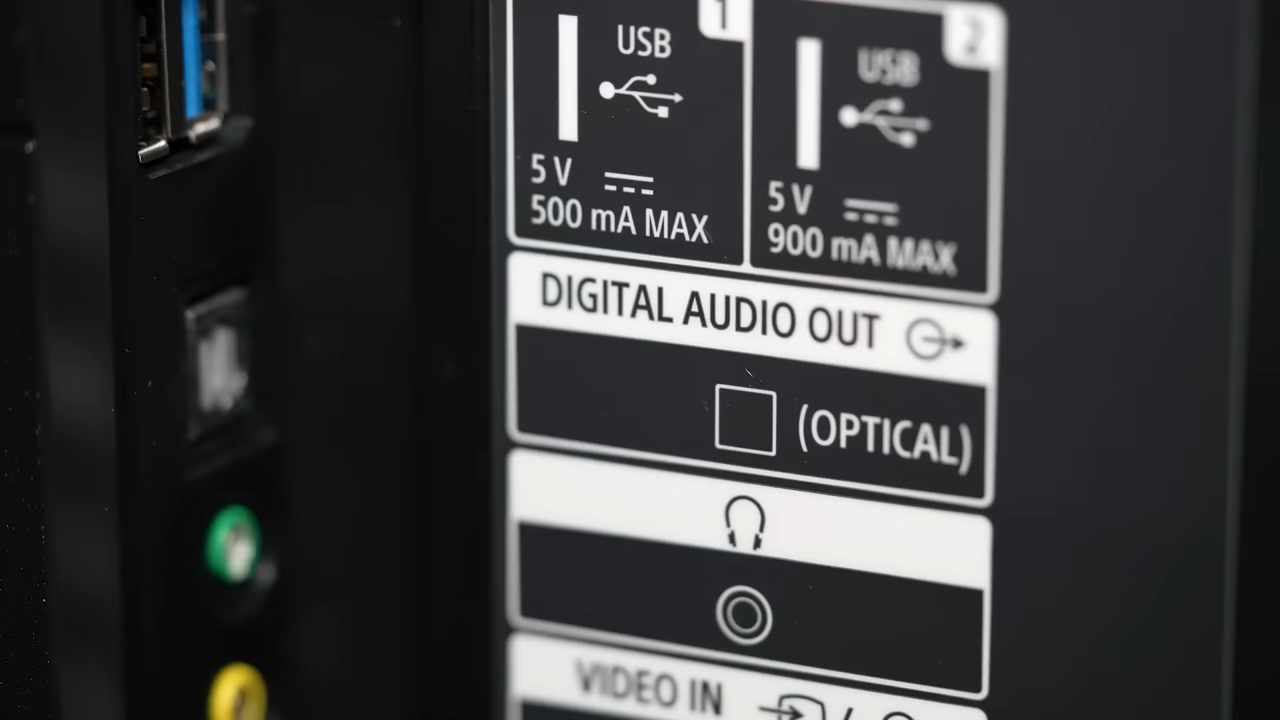 1
USB
5 V
500 mA MAX
2
USB
5 V
900 mA MAX
DIGITAL AUDIO OUT
(OPTICAL)
VIDEO IN
/